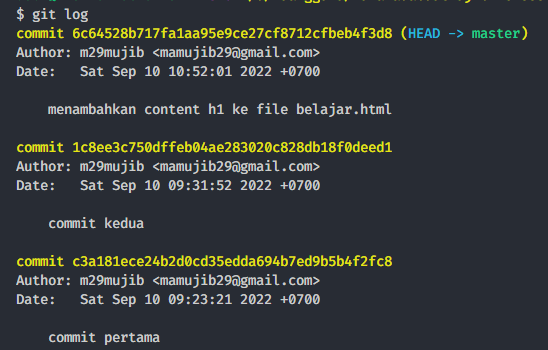 $ git log
commit 6c64528b717fa1aa95e9ce27cf8712cfbeb4f3d8 (HEAD -> master)
Author: m29mujib <mamujib29@gmail.com>
Date:   Sat Sep 10 10:52:01 2022 +0700
menambahkan content h1 ke file belajar.html
commit 1c8ee3c750dffeb04ae283020c828db18f0deed1
Author: m29mujib <mamujib29@gmail.com>
Date:   Sat Sep 10 09:31:52 2022 +0700
commit kedua
commit c3a181ece24b2d0cd35edda694b7ed9b5b4f2fc8
Author: m29mujib <mamujib29@gmail.com>
Date:   Sat Sep 10 09:23:21 2022 +0700
commit pertama